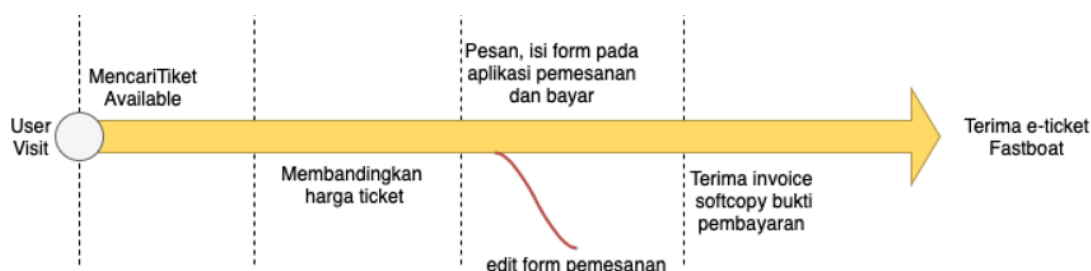 User
Visit
MencariTiket
Available
Membandingkan
harga ticket
Pesan, isi form pada
aplikasi pemesanan
dan bayar
edit form pemesanan
Terima invoice
softcopy bukti
pembayaran
Terima e-ticket
Fastboat